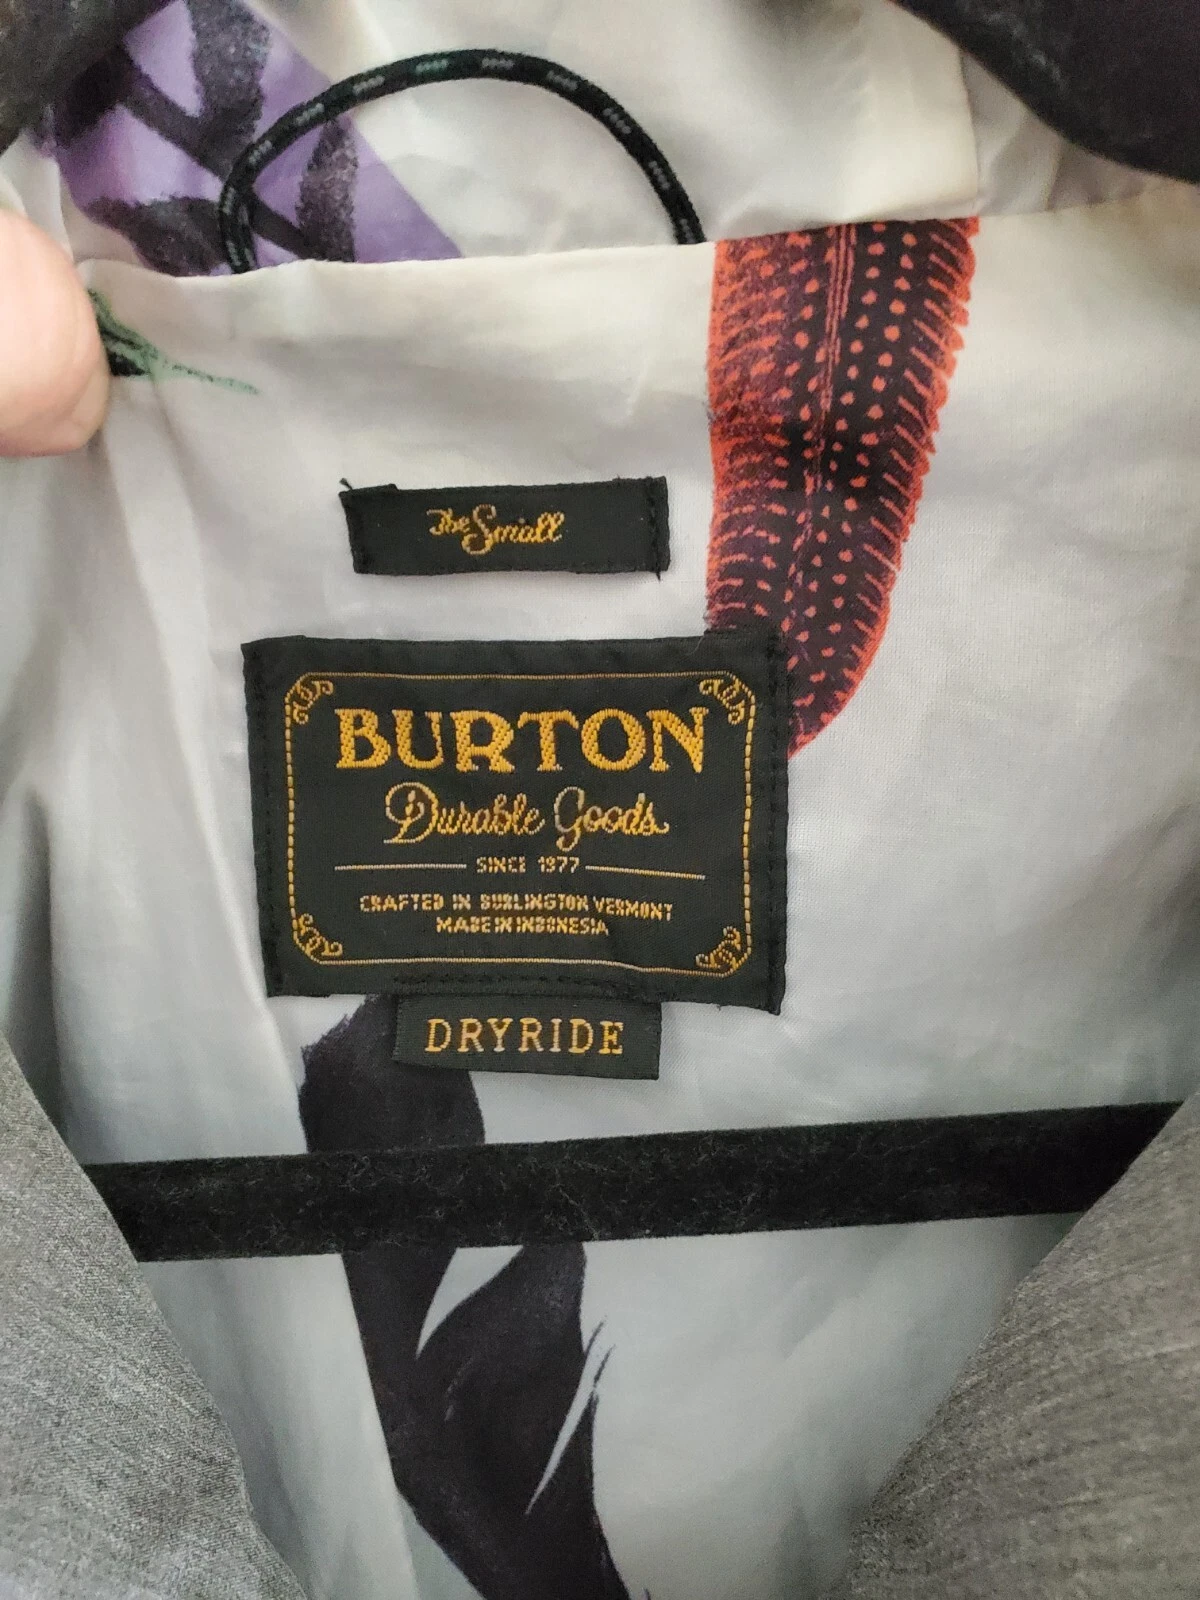 The Small
BURTON
Durable Goods
SINCE 1977
CRAFTED IN BURLINGTON VERMONT
MADE IN INDONESIA
DRYRIDE